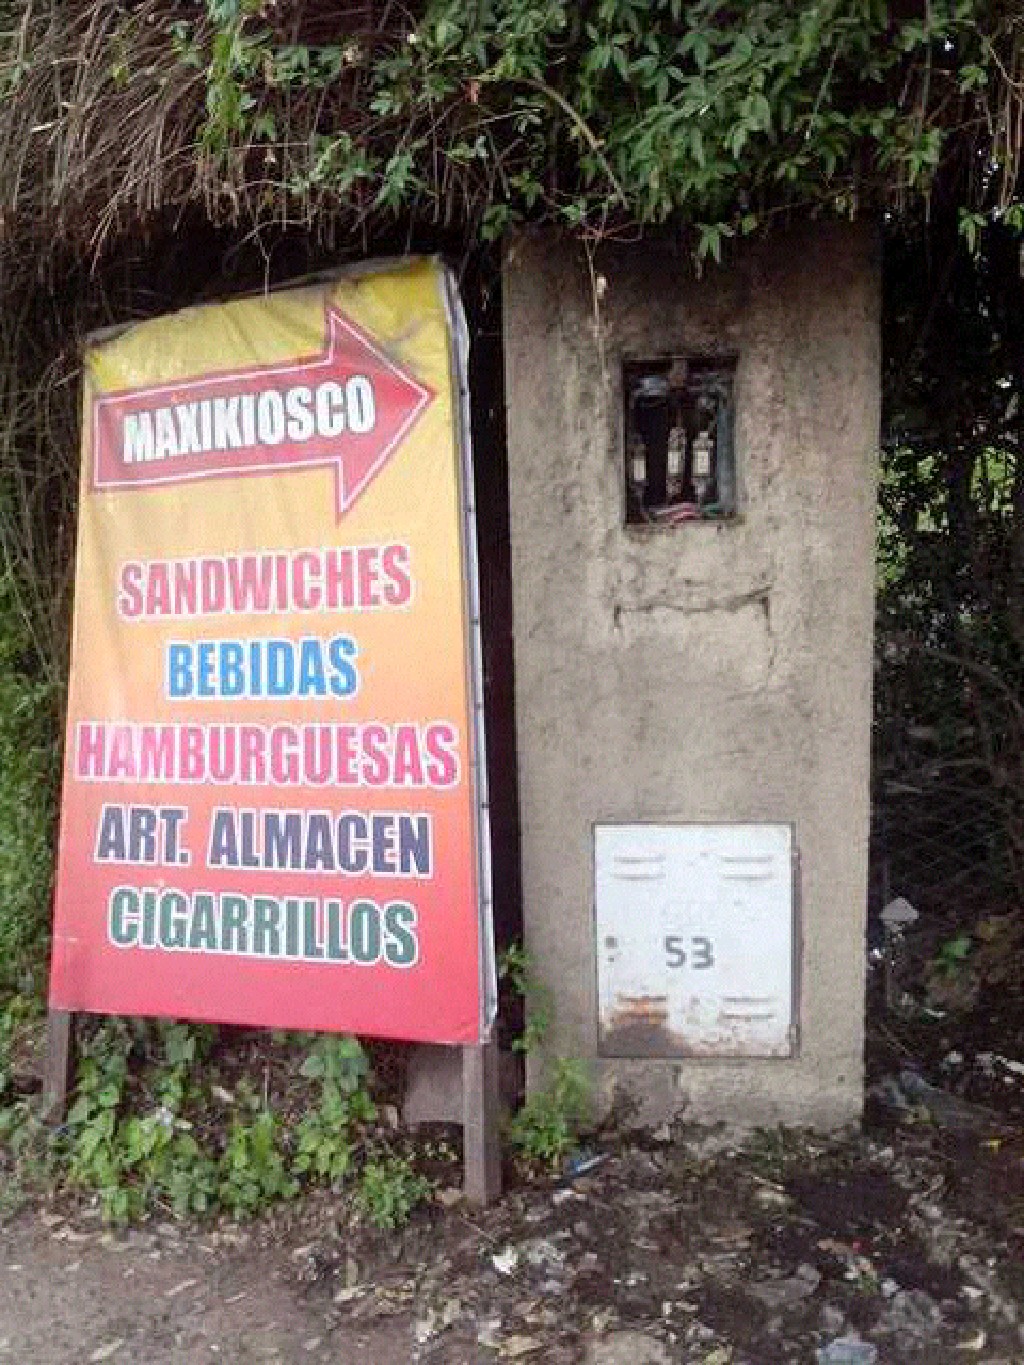 MAXIKIOSCO
SANDWICHES
BEBIDAS
HAMBURGUESAS
ART. ALMACEN
CIGARRILLOS
53